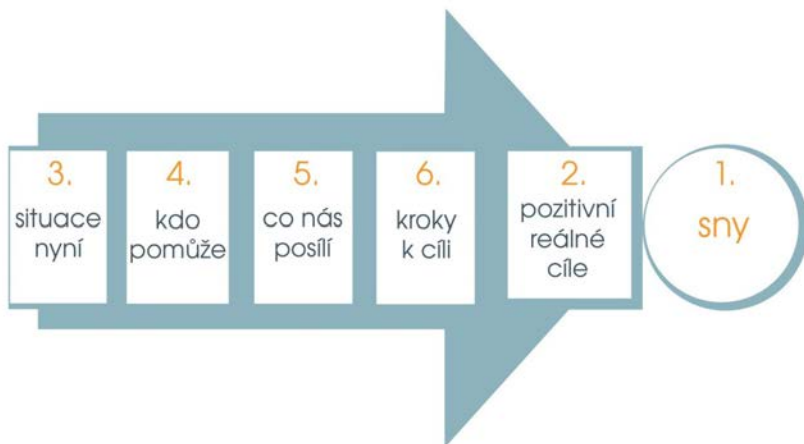 3.
situace
nyní
4.
kdo
pomůže
5.
co nás
posílí
6.
kroky
k cíli
2.
pozitivní
reálné
cíle
1.
sny